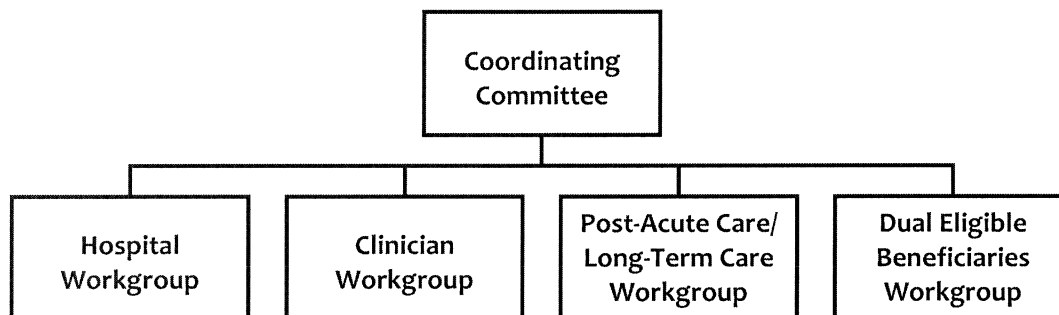 Coordinating
Committee
Hospital
Workgroup
Clinician
Workgroup
Post-Acute Care/
Long-Term Care
Workgroup
Dual Eligible
Beneficiaries
Workgroup